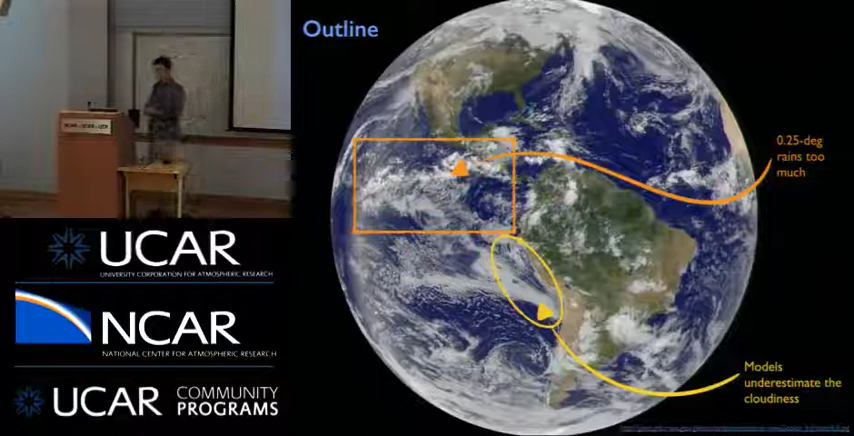 Outline
0.25-deg
rains too
much
Models
underestimate the
cloudiness
UCAR
UNIVERSITY CORPORATION FOR ATMOSPHERIC RESEARCH
NCAR
NATIONAL CENTER FOR ATMOSPHERIC RESEARCH
UCAR COMMUNITY
PROGRAMS